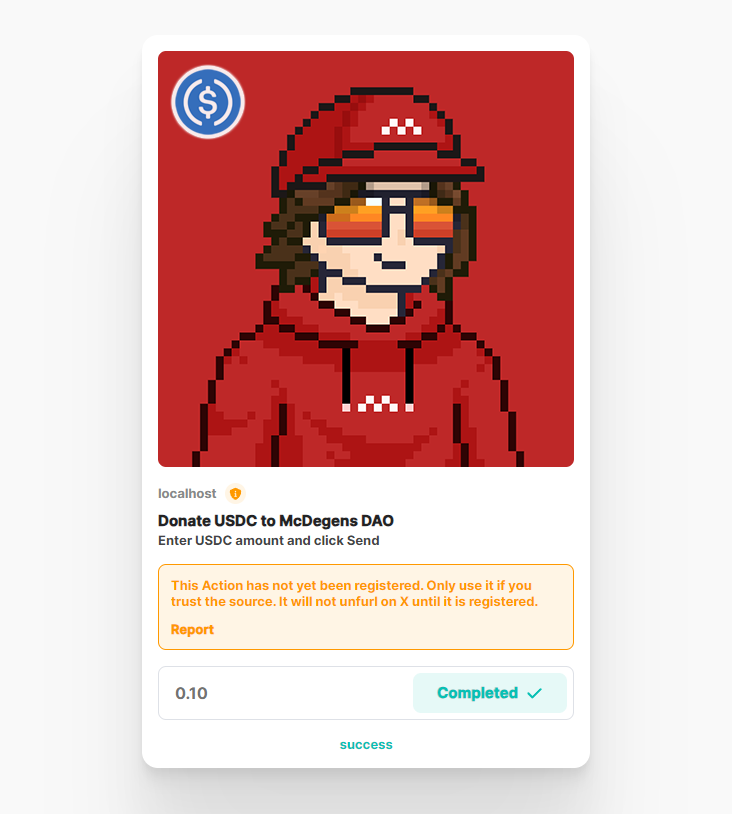 $
localhost
Donate USDC to McDegens DAO
Enter USDC amount and click Send
This Action has not yet been registered. Only use it if you
trust the source. It will not unfurl on X until it is registered.
Report
0.10 Completed
success